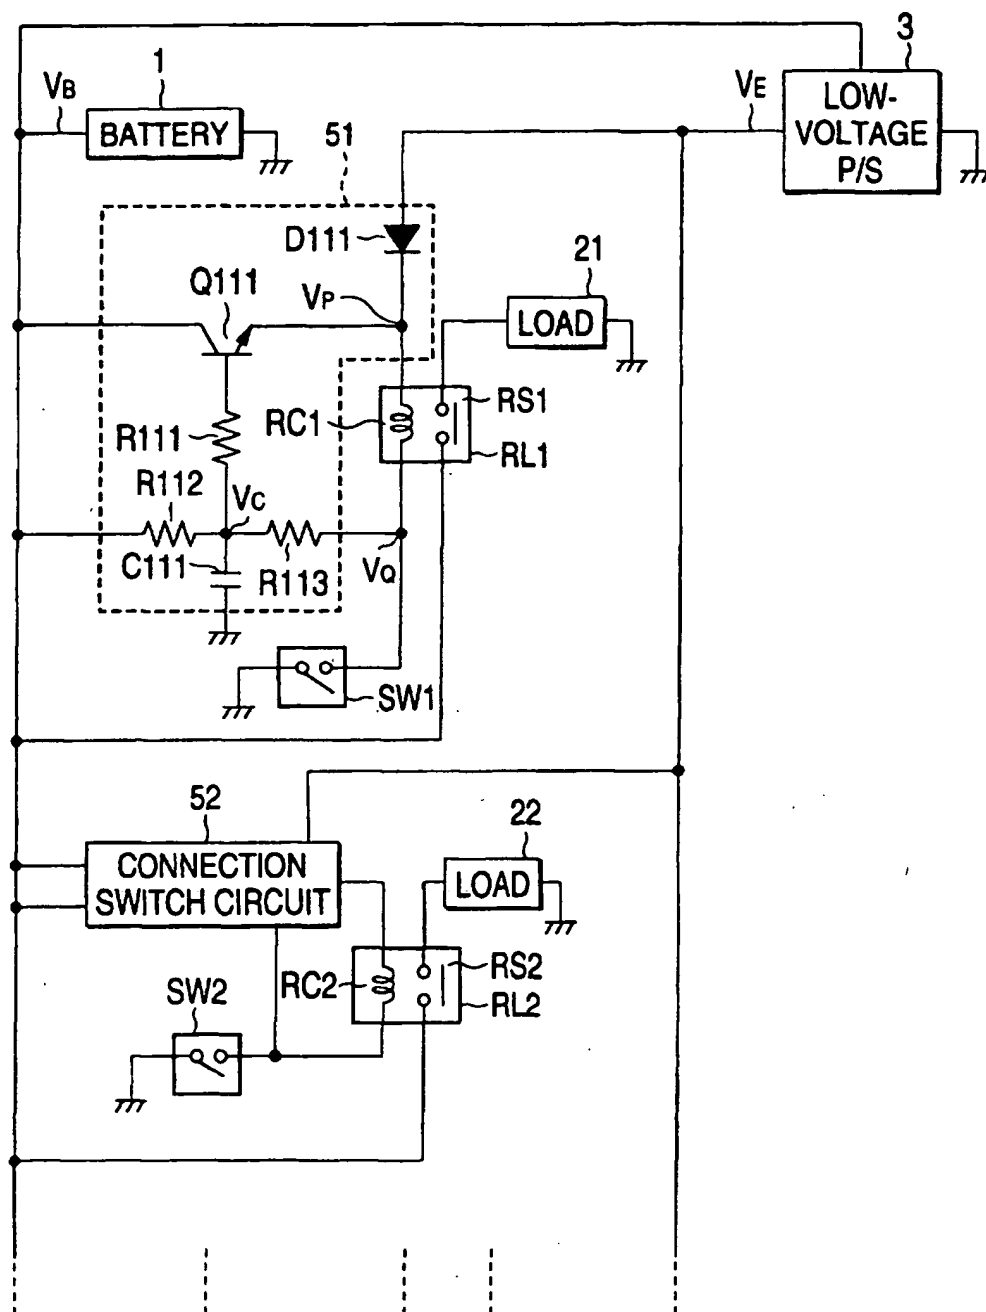 3
1
VB
VE
BATTERY
LOW-
VOLTAGE
P/S
51
D111
21
Q111
VP
LOAD
RC1
RS1
R111
RL1
R112
VC
C111
R113
VQ
SW1
52
22
CONNECTION
SWITCH CIRCUIT
LOAD
RC2
RS2
SW2
RL2